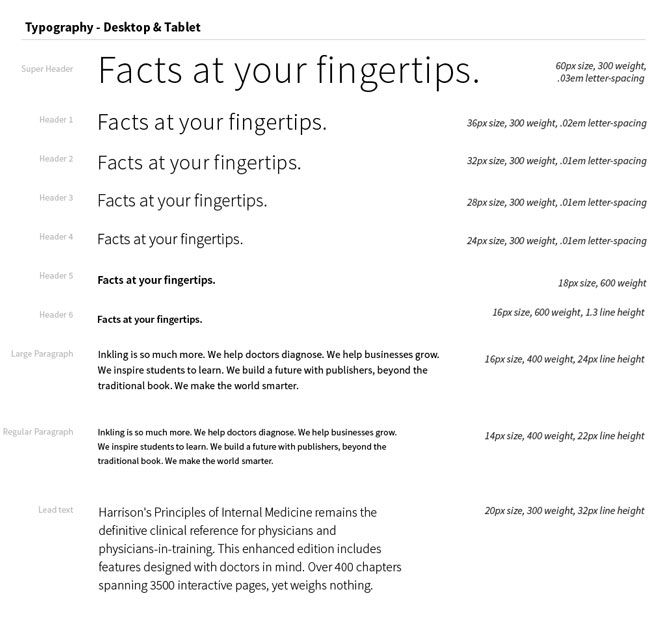 Typography - Desktop & Tablet
Super Header
Facts at your fingertips.
60px size, 300 weight,
.03em letter-spacing
Header 1
Facts at your fingertips.
36px size, 300 weight, .02em letter-spacing
Header 2
Facts at your fingertips.
32px size, 300 weight, .01em letter-spacing
Header 3
Facts at your fingertips.
28px size, 300 weight, .01em letter-spacing
Header 4
Facts at your fingertips.
24px size, 300 weight, .01em letter-spacing
Header 5
Facts at your fingertips.
18px size, 600 weight
Header 6
Facts at your fingertips.
16px size, 600 weight, 1.3 line height
Large Paragraph
Inkling is so much more. We help doctors diagnose. We help businesses grow.
We inspire students to learn. We build a future with publishers, beyond the
traditional book. We make the world smarter.
16px size, 400 weight, 24px line height
Regular Paragraph
Inkling is so much more. We help doctors diagnose. We help businesses grow.
We inspire students to learn. We build a future with publishers, beyond the
traditional book. We make the world smarter.
14px size, 400 weight, 22px line height
Lead text
Harrison's Principles of Internal Medicine remains the
definitive clinical reference for physicians and
physicians-in-training. This enhanced edition includes
features designed with doctors in mind. Over 400 chapters
spanning 3500 interactive pages, yet weighs nothing.
20px size, 300 weight, 32px line height